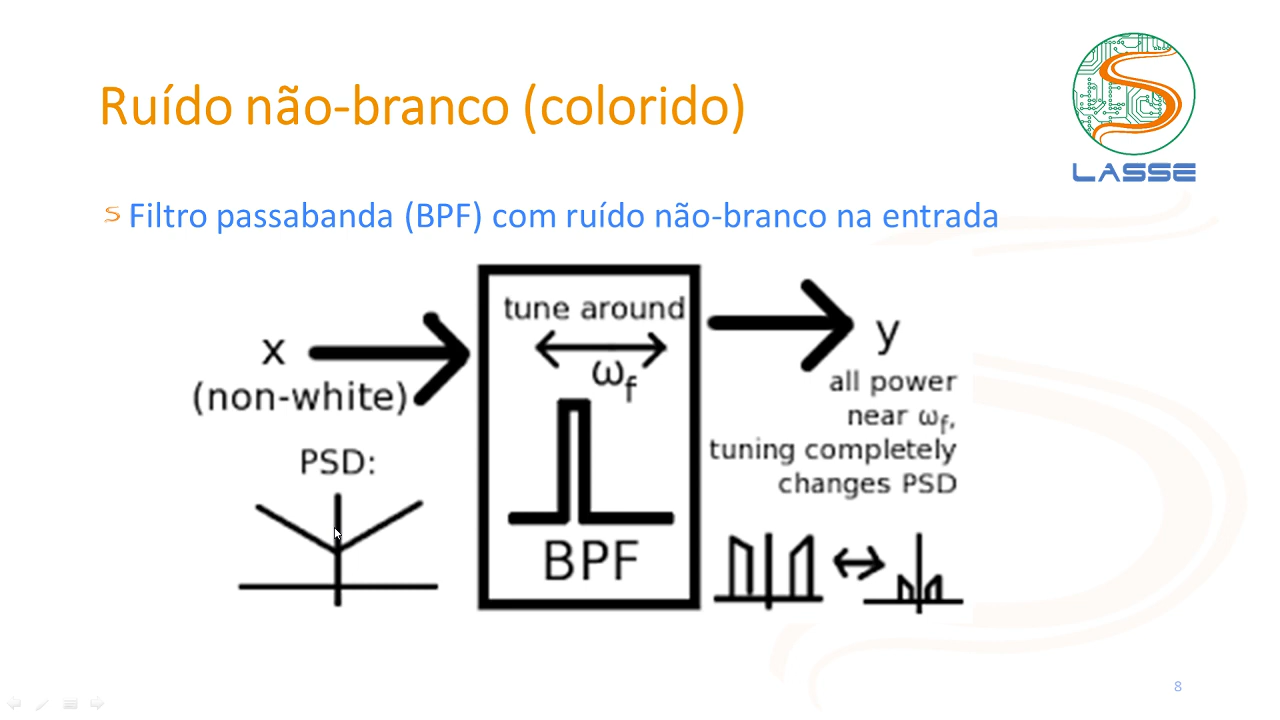 Ruído não-branco (colorido)
LASSE
Filtro passabanda (BPF) com ruído não-branco na entrada
x
(non-white)
PSD:
tune around
ωf
BPF
y
all power
near ωf,
tuning completely
changes PSD
8